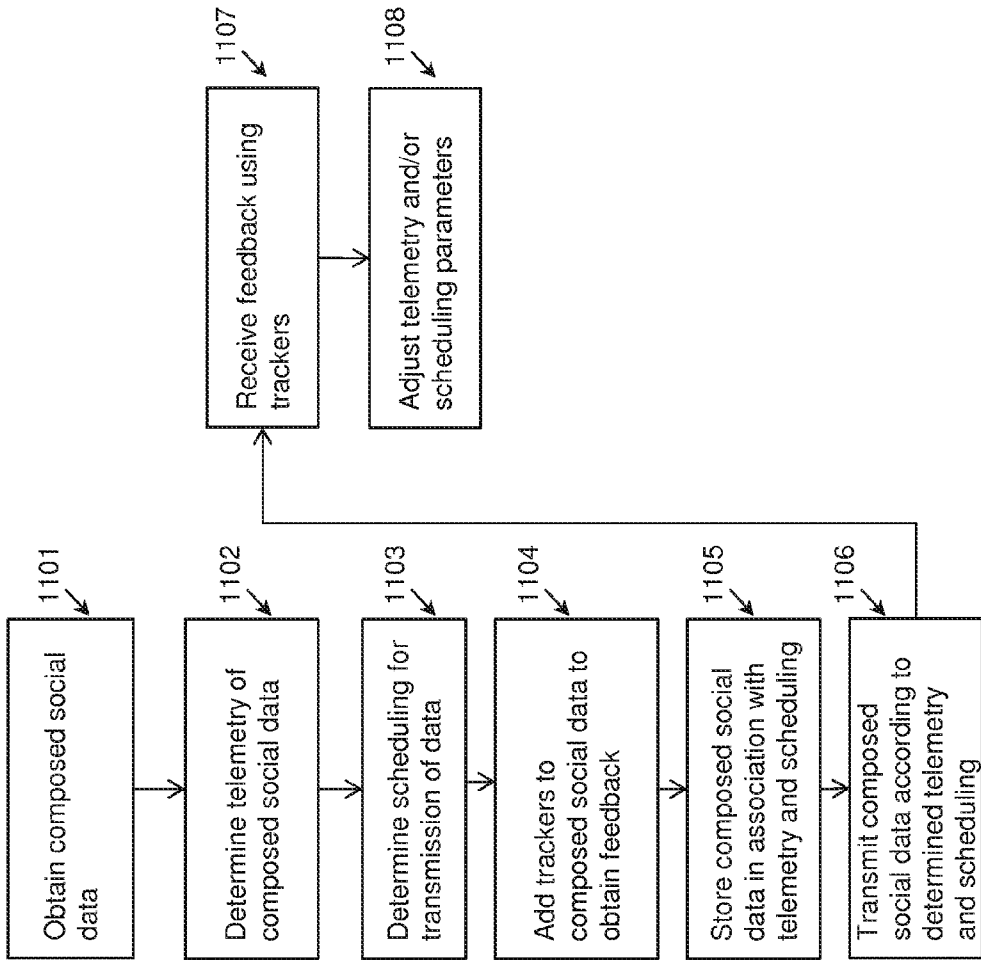 1101
Obtain composed social
data
1102
Determine telemetry of
composed social data
1103
Determine scheduling for
transmission of data
1104
Add trackers to
composed social data to
obtain feedback
1105
Store composed social
data in association with
telemetry and scheduling
1106
Transmit composed
social data according to
determined telemetry
and scheduling
1107
Receive feedback using
trackers
1108
Adjust telemetry and/or
scheduling parameters